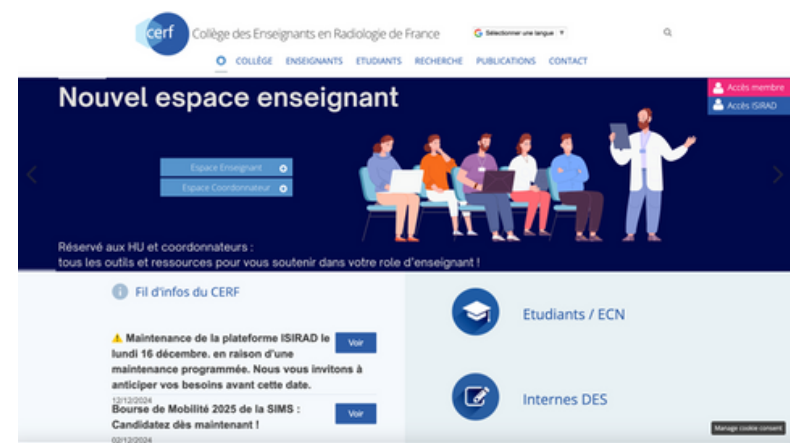 cerf
Collège des Enseignants en Radiologie de France
Sélectionner une langue ▼
COLLÈGE ENSEIGNANTS ETUDIANTS RECHERCHE PUBLICATIONS CONTACT
Nouvel espace enseignant
Accès membre
Accès ISIRAD
Espace Enseignant
Espace Coordonnateur
Réservé aux HU et coordonnateurs :
tous les outils et ressources pour vous soutenir dans votre role d'enseignant !
Fil d'infos du CERF
⚠ Maintenance de la plateforme ISIRAD le
lundi 16 décembre. en raison d'une
maintenance programmée. Nous vous invitons à
anticiper vos besoins avant cette date.
Voir
12/12/2024
Bourse de Mobilité 2025 de la SIMS :
Candidatez dès maintenant !
Voir
02/12/2024
Etudiants / ECN
Internes DES
Manage cookie consent